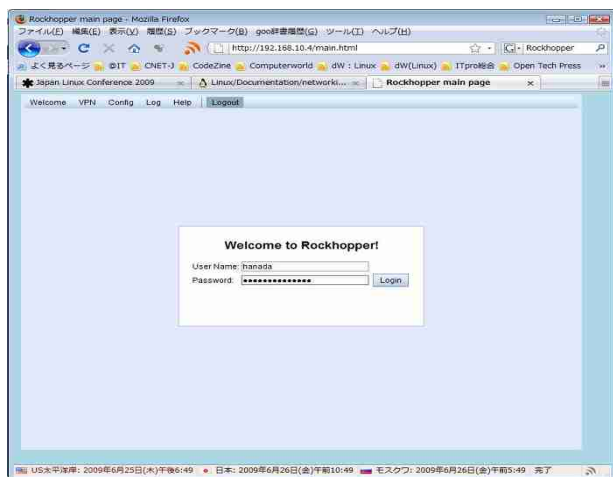 Rockhopper main page - Mozilla Firefox
ファイル(F) 編集(E) 表示(V) 履歴(S) ブックマーク(B) goo辞書履歴(G) ツール(T) ヘルプ(H)
http://192.168.10.4/main.html Rockhopper
よく見るページ @IT CNET-J CodeZine Computerworld dW : Linux dW(Linux) ITpro総合 Open Tech Press »
Japan Linux Conference 2009 Linux/Documentation/networki... Rockhopper main page
Welcome VPN Config Log Help Logout
Welcome to Rockhopper!
User Name: hanada
Password: ●●●●●●●●●●●●●● Login
US太平洋岸: 2009年6月25日(木)午後6:49 日本: 2009年6月26日(金)午前10:49 モスクワ: 2009年6月26日(金)午前5:49 完了